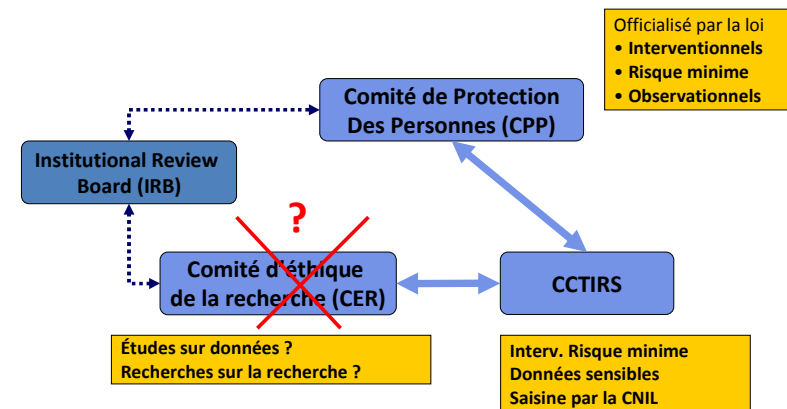 Officialisé par la loi
• Interventionnels
• Risque minime
• Observationnels
Comité de Protection
Des Personnes (CPP)
Institutional Review
Board (IRB)
?
Comité d'éthique
de la recherche (CER)
CCTIRS
Études sur données ?
Recherches sur la recherche ?
Interv. Risque minime
Données sensibles
Saisine par la CNIL